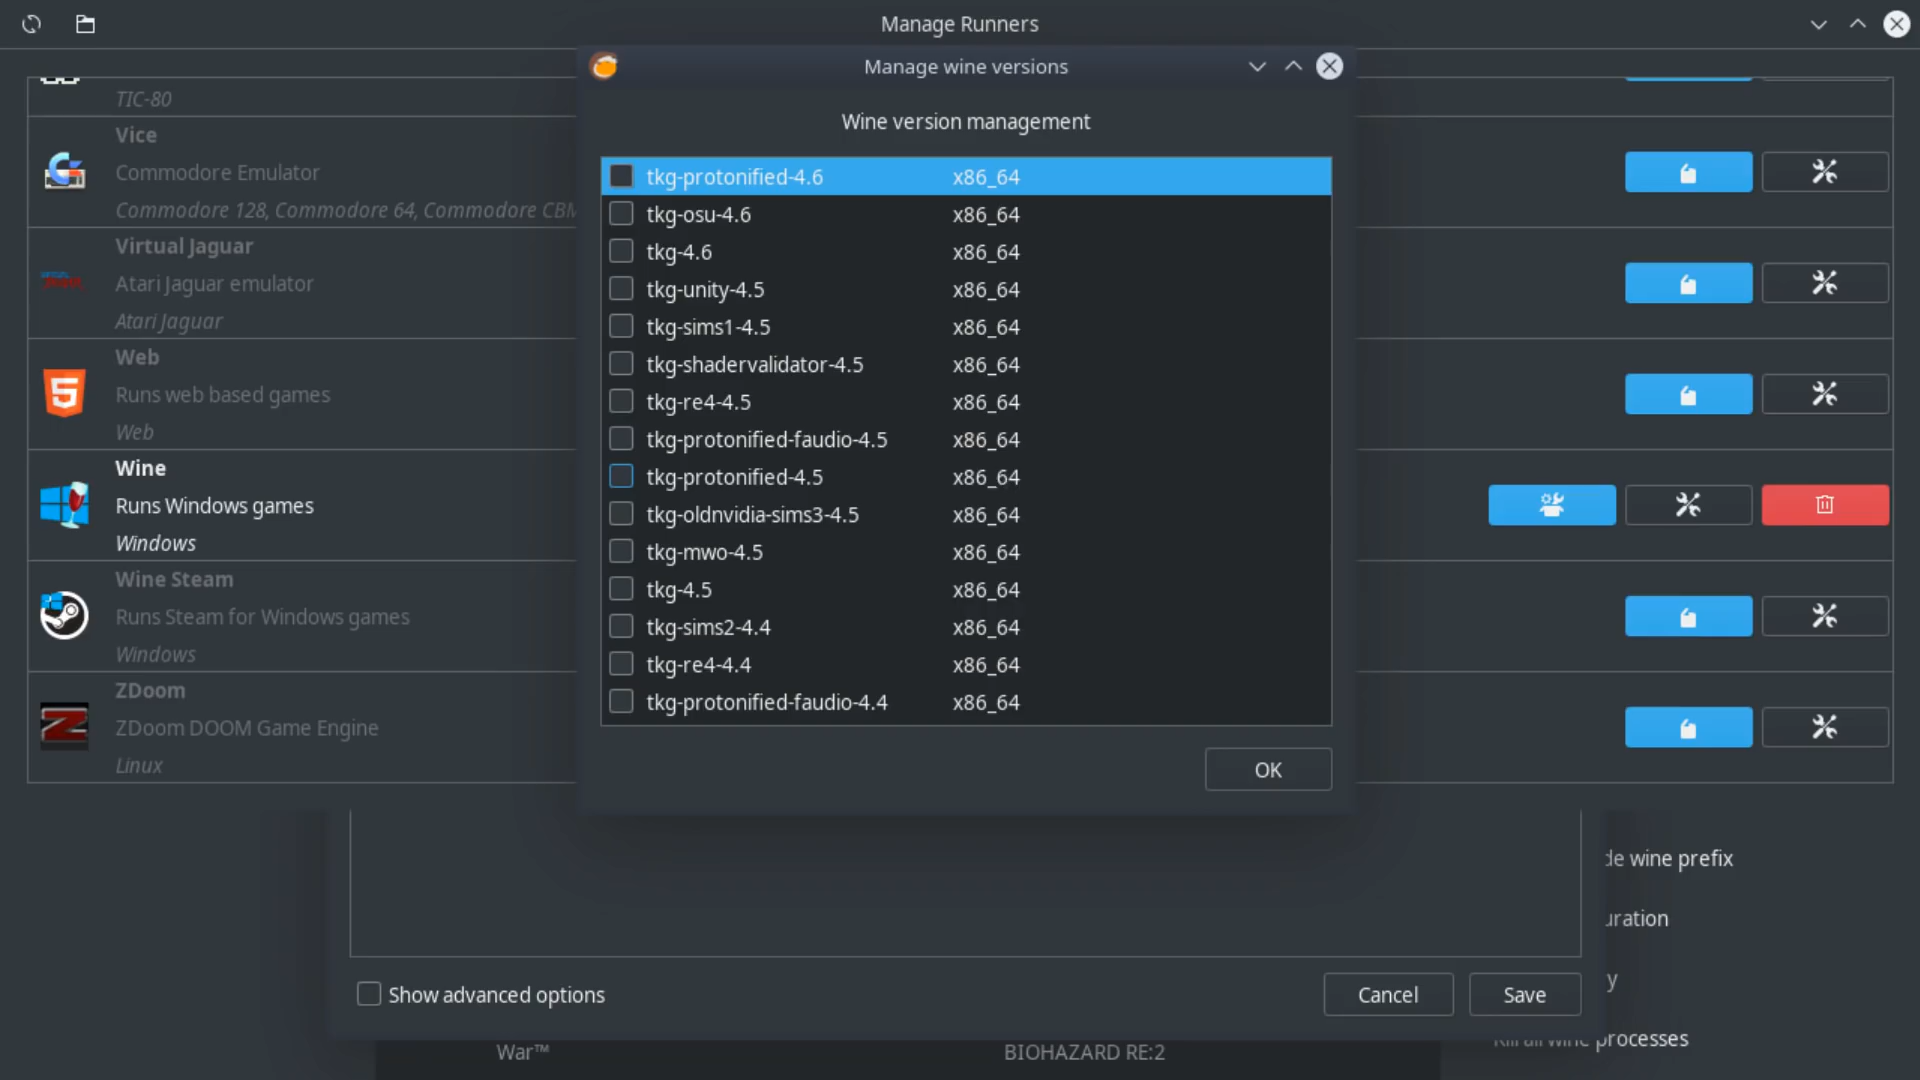 Manage Runners
TIC-80
Vice
Commodore Emulator
Commodore 128, Commodore 64, Commodore CBM
Virtual Jaguar
Atari Jaguar emulator
Atari Jaguar
Web
Runs web based games
Web
Wine
Runs Windows games
Windows
Wine Steam
Runs Steam for Windows games
Windows
ZDoom
ZDoom DOOM Game Engine
Linux
Manage wine versions
Wine version management
tkg-protonified-4.6 x86_64
tkg-osu-4.6 x86_64
tkg-4.6 x86_64
tkg-unity-4.5 x86_64
tkg-sims1-4.5 x86_64
tkg-shadervalidator-4.5 x86_64
tkg-re4-4.5 x86_64
tkg-protonified-faudio-4.5 x86_64
tkg-protonified-4.5 x86_64
tkg-oldnvidia-sims3-4.5 x86_64
tkg-mwo-4.5 x86_64
tkg-4.5 x86_64
tkg-sims2-4.4 x86_64
tkg-re4-4.4 x86_64
tkg-protonified-faudio-4.4 x86_64
OK
de wine prefix
uration
y
Show advanced options
Cancel
Save
Kill all wine processes
War™
BIOHAZARD RE:2